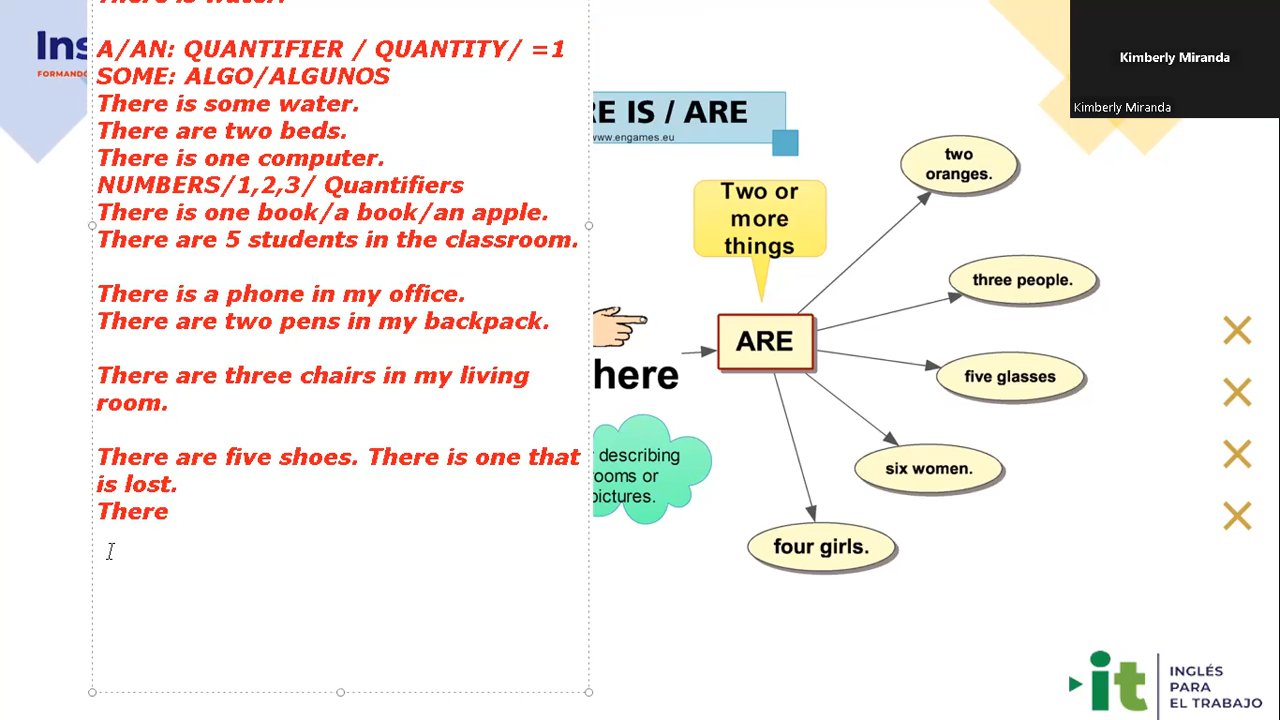 There is water.
A/AN: QUANTIFIER / QUANTITY/ =1
SOME: ALGO/ALGUNOS
There is some water.
There are two beds.
There is one computer.
NUMBERS/1,2,3/ Quantifiers
There is one book/a book/an apple.
There are 5 students in the classroom.
There is a phone in my office.
There are two pens in my backpack.
There are three chairs in my living
room.
There are five shoes. There is one that
is lost.
There
Ins
FORMANDO
RE IS / ARE
www.engames.eu
Two or
more
things
ARE
here
describing
ooms or
pictures.
two
oranges.
three people.
five glasses
six women.
four girls.
Kimberly Miranda
Kimberly Miranda
it
INGLÉS
PARA
EL TRABAJO